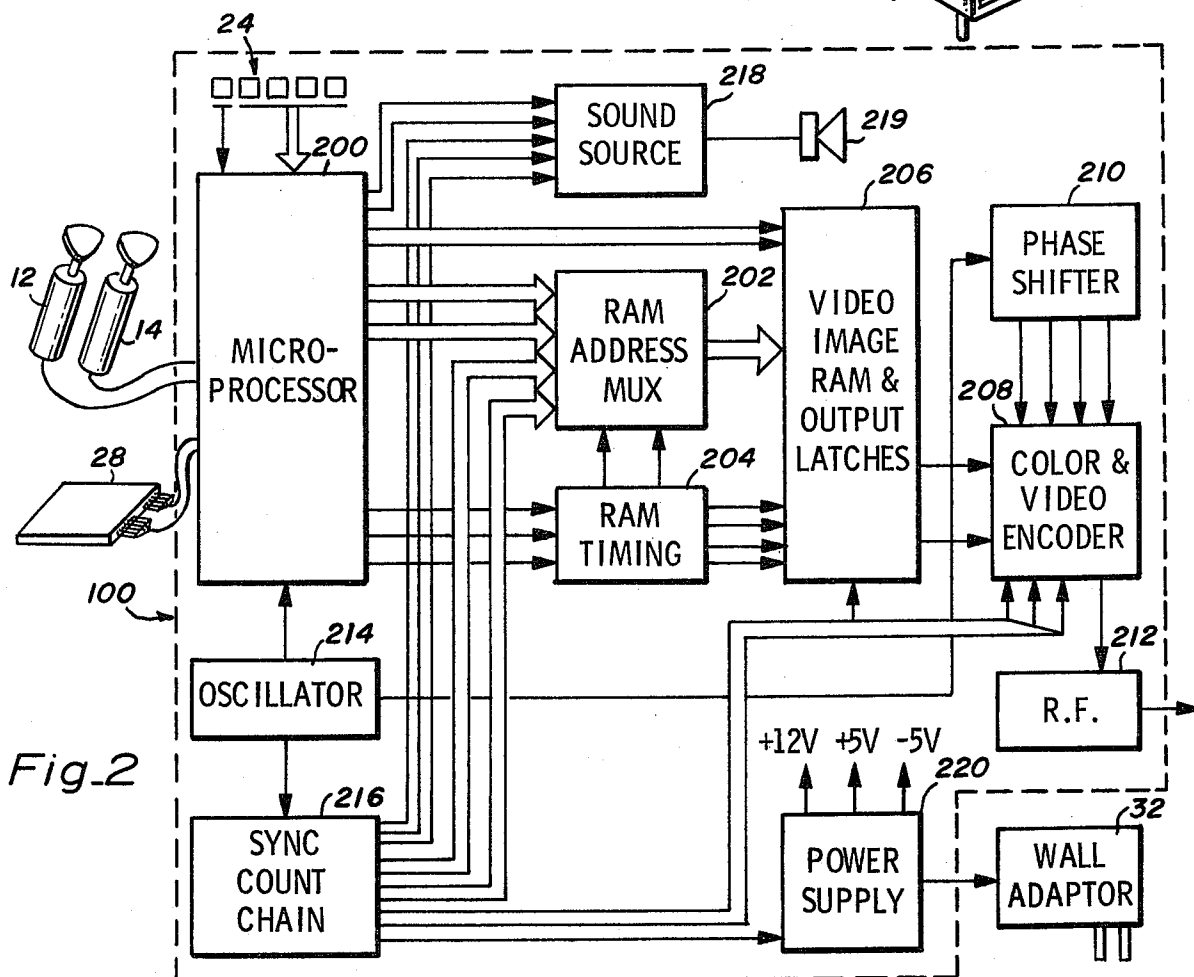 24
218
SOUND
SOURCE
219
200
206
210
PHASE
SHIFTER
12
14
MICRO-
PROCESSOR
202
RAM
ADDRESS
MUX
VIDEO
IMAGE
RAM &
OUTPUT
LATCHES
208
COLOR &
VIDEO
ENCODER
28
204
RAM
TIMING
100
214
OSCILLATOR
212
R.F.
Fig_2
+12V +5V -5V
220
216
SYNC
COUNT
CHAIN
POWER
SUPPLY
32
WALL
ADAPTOR